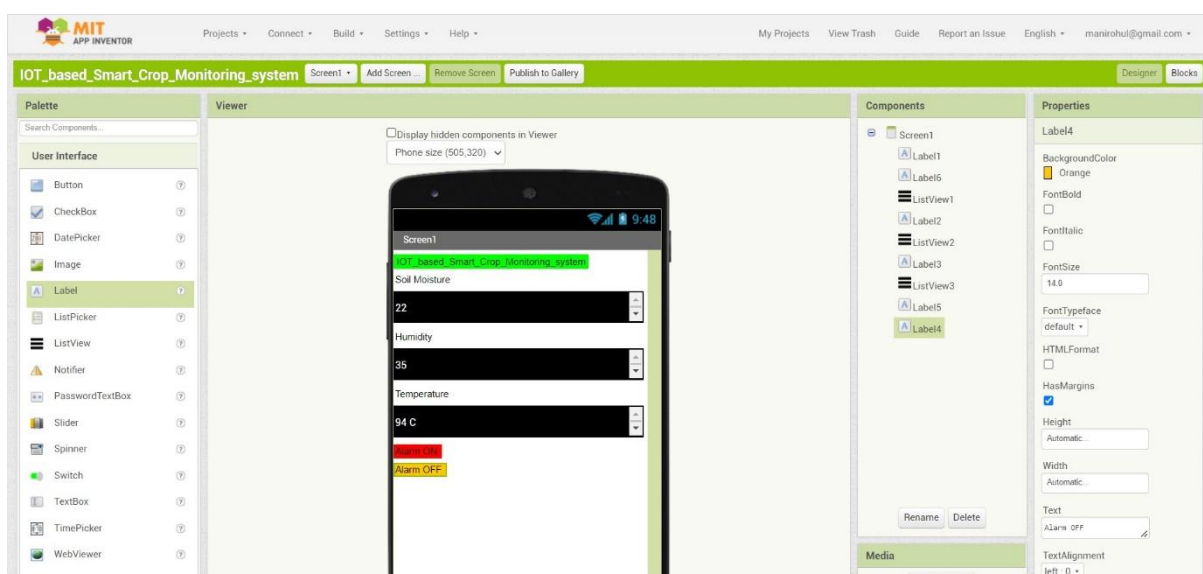 MIT
APP INVENTOR
Projects Connect Build Settings Help My Projects View Trash Guide Report an Issue English manirohul@gmail.com
IOT_based_Smart_Crop_Monitoring_system Screen1 Add Screen ... Remove Screen Publish to Gallery Designer Blocks
Palette
Search Components...
User Interface
Button ?
CheckBox ?
DatePicker ?
Image ?
Label ?
ListPicker ?
ListView ?
Notifier ?
PasswordTextBox ?
Slider ?
Spinner ?
Switch ?
TextBox ?
TimePicker ?
WebViewer ?
Viewer
Display hidden components in Viewer
Phone size (505,320)
9:48
Screen1
IOT_based_Smart_Crop_Monitoring_system
Soil Moisture
22
Humidity
35
Temperature
94 C
Alarm ON
Alarm OFF
Components
Screen1
Label1
Label6
ListView1
Label2
ListView2
Label3
ListView3
Label5
Label4
Rename Delete
Media
Properties
Label4
BackgroundColor
Orange
FontBold
FontItalic
FontSize
14.0
FontTypeface
default
HTMLFormat
HasMargins
Height
Automatic...
Width
Automatic...
Text
Alarm OFF
TextAlignment
left : 0